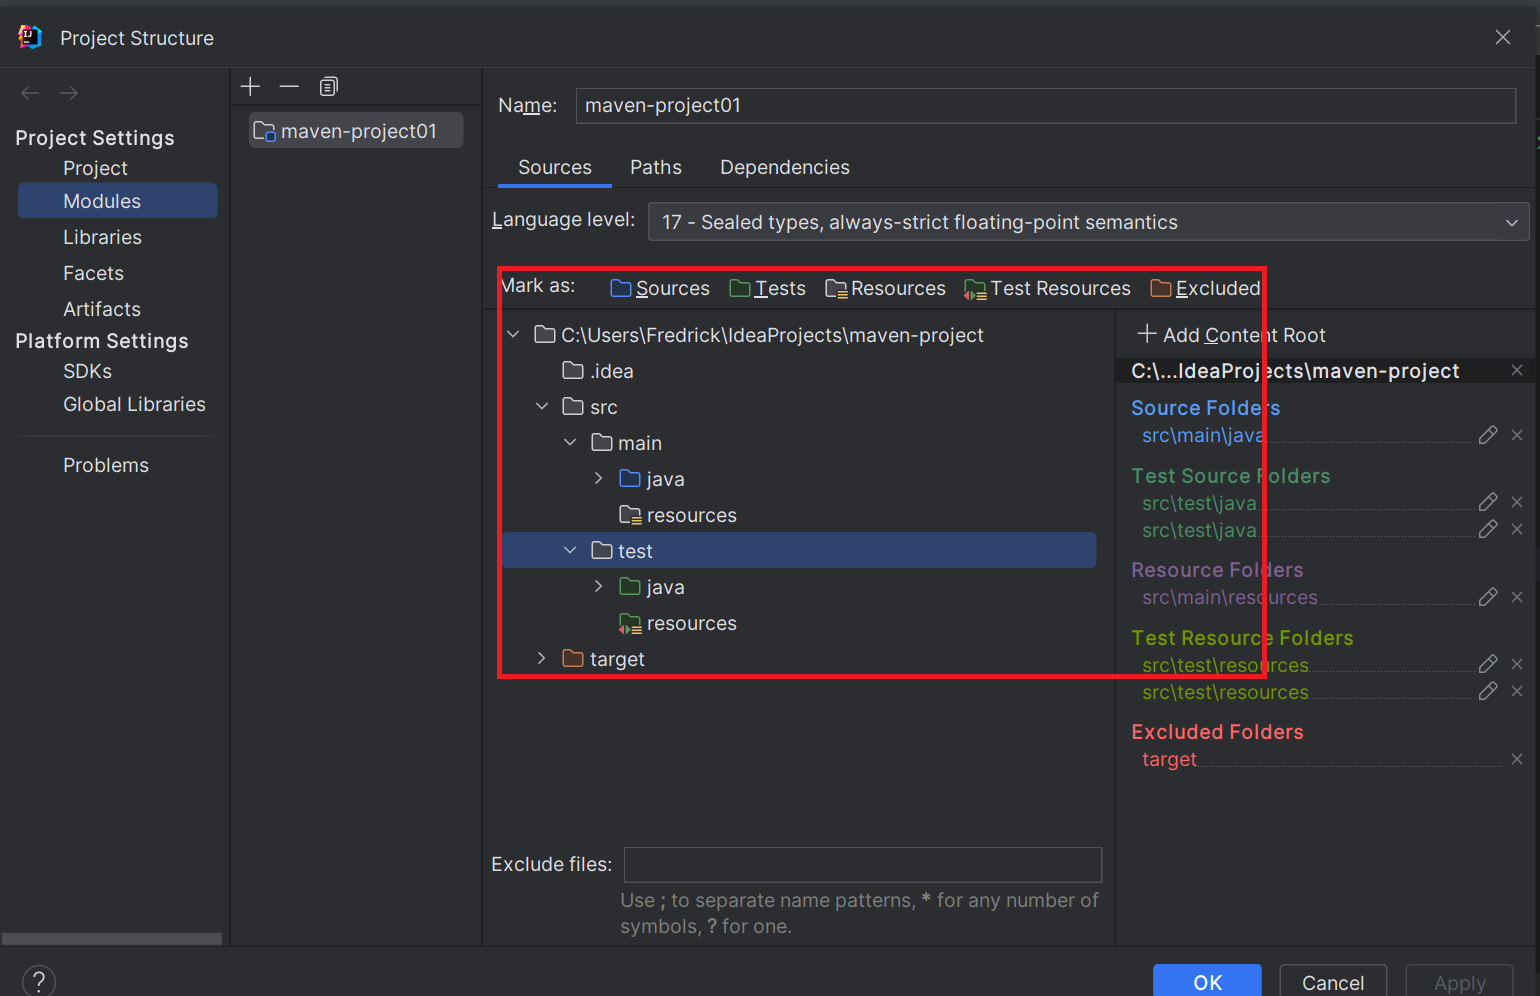 Project Structure
Project Settings
Project
Modules
Libraries
Facets
Artifacts
Platform Settings
SDKs
Global Libraries
Problems
maven-project01
Name: maven-project01
Sources Paths Dependencies
Language level: 17 - Sealed types, always-strict floating-point semantics
Mark as: Sources Tests Resources Test Resources Excluded
C:\Users\Fredrick\IdeaProjects\maven-project
.idea
src
main
java
resources
test
java
resources
target
Add Content Root
C:\...IdeaProjects\maven-project
Source Folders
src\main\java
Test Source Folders
src\test\java
src\test\java
Resource Folders
src\main\resources
Test Resource Folders
src\test\resources
src\test\resources
Excluded Folders
target
Exclude files:
Use ; to separate name patterns, * for any number of
symbols, ? for one.
? OK Cancel Apply